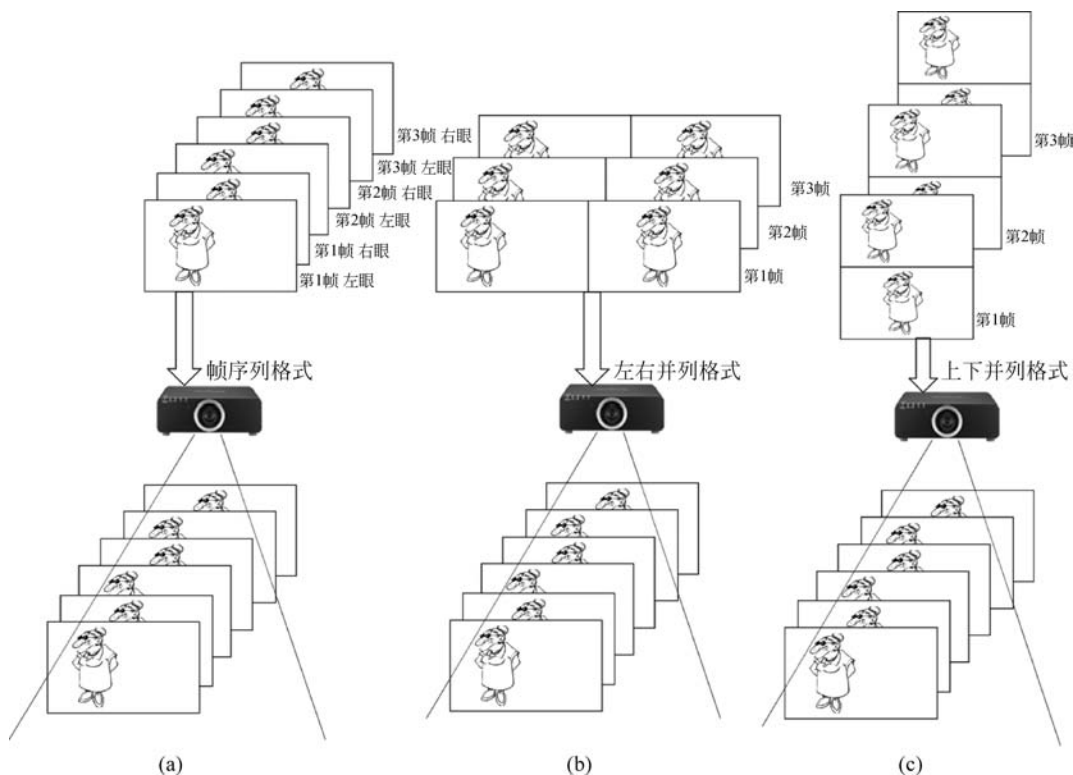 第3帧 右眼
第3帧 左眼
第2帧 右眼
第2帧 左眼
第1帧 右眼
第1帧 左眼
帧序列格式
(a)
第3帧
第2帧
第1帧
左右并列格式
(b)
第3帧
第2帧
第1帧
上下并列格式
(c)